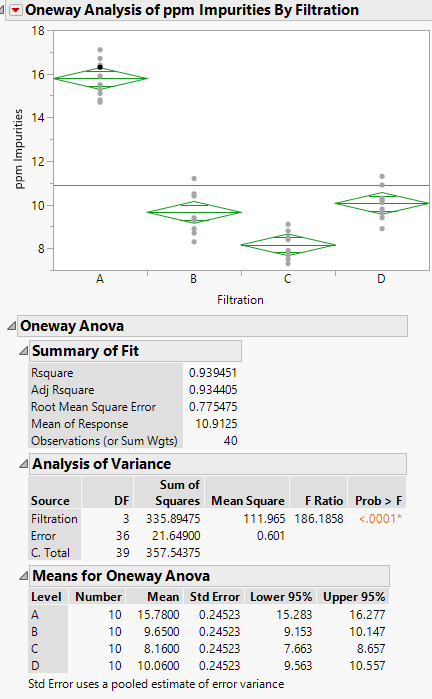 Oneway Analysis of ppm Impurities By Filtration
18
16
14
12
10
8
ppm Impurities
A B C D
Filtration
Oneway Anova
Summary of Fit
Rsquare 0.939451
Adj Rsquare 0.934405
Root Mean Square Error 0.775475
Mean of Response 10.9125
Observations (or Sum Wgts) 40
Analysis of Variance
Sum of
Source DF Squares Mean Square F Ratio Prob > F
Filtration 3 335.89475 111.965 186.1858 <.0001*
Error 36 21.64900 0.601
C. Total 39 357.54375
Means for Oneway Anova
Level Number Mean Std Error Lower 95% Upper 95%
A 10 15.7800 0.24523 15.283 16.277
B 10 9.6500 0.24523 9.153 10.147
C 10 8.1600 0.24523 7.663 8.657
D 10 10.0600 0.24523 9.563 10.557
Std Error uses a pooled estimate of error variance